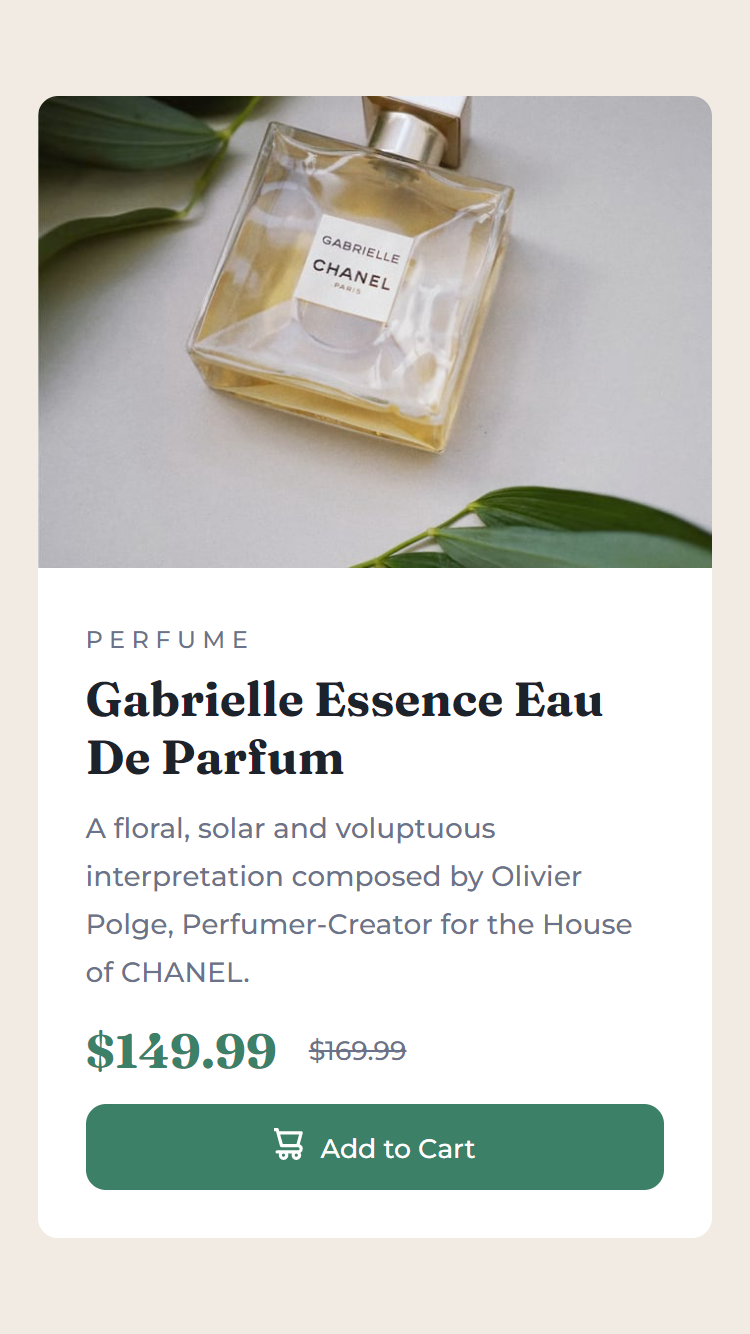 GABRIELLE
CHANEL
PARIS
PERFUME
Gabrielle Essence Eau
De Parfum
A floral, solar and voluptuous
interpretation composed by Olivier
Polge, Perfumer-Creator for the House
of CHANEL.
$149.99 $169.99
Add to Cart